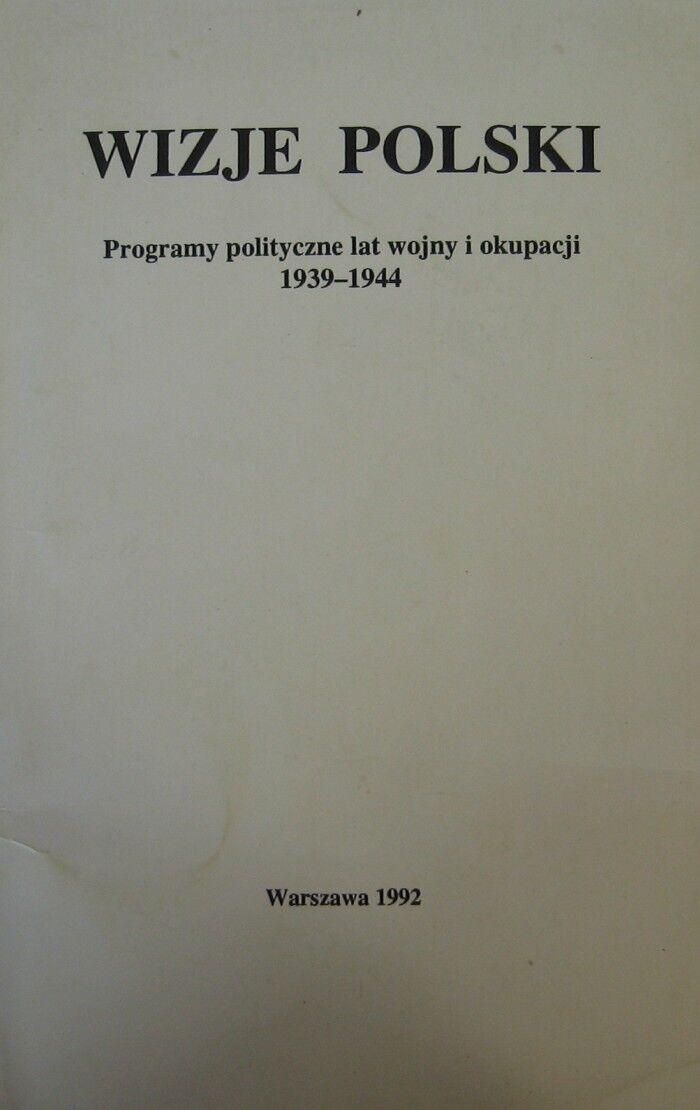 WIZJE POLSKI
Programy polityczne lat wojny i okupacji
1939–1944
Warszawa 1992